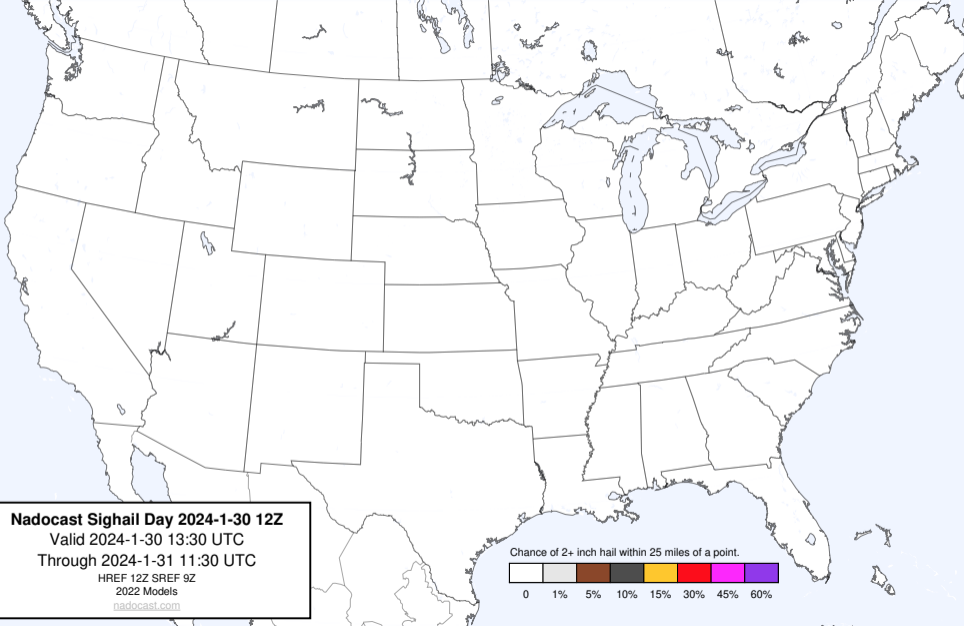 Nadocast Sighail Day 2024-1-30 12Z
Valid 2024-1-30 13:30 UTC
Through 2024-1-31 11:30 UTC
HREF 12Z SREF 9Z
2022 Models
nadocast.com
Chance of 2+ inch hail within 25 miles of a point.
0 1% 5% 10% 15% 30% 45% 60%